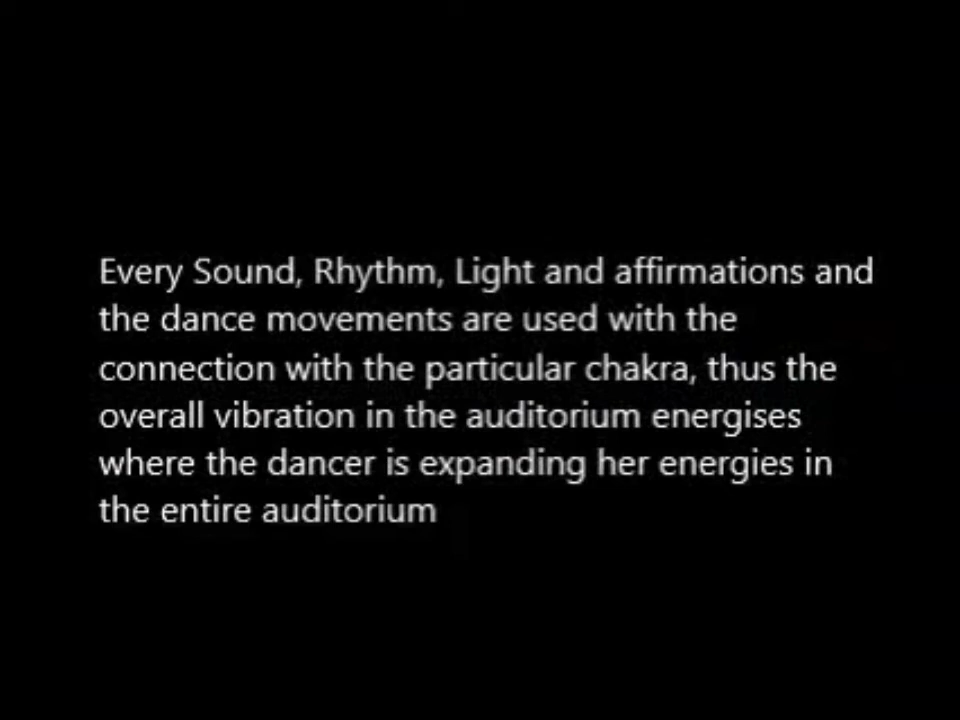 Every Sound, Rhythm, Light and affirmations and
the dance movements are used with the
connection with the particular chakra, thus the
overall vibration in the auditorium energises
where the dancer is expanding her energies in
the entire auditorium